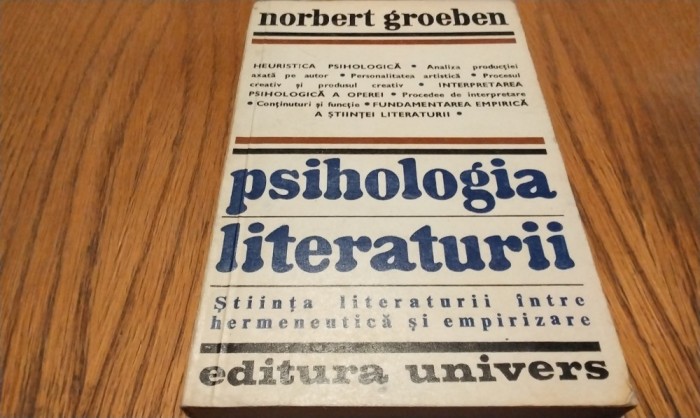 norbert groeben
HEURISTICA PSIHOLOGICĂ • Analiza producției
axată pe autor • Personalitatea artistică • Procesul
creativ și produsul creativ • INTERPRETAREA
PSIHOLOGICĂ A OPEREI • Procedee de interpretare
• Conținuturi și funcție • FUNDAMENTAREA EMPIRICĂ
A ȘTIINȚEI LITERATURII •
psihologia
literaturii
Știința literaturii între
hermeneutică și empirizare
editura univers